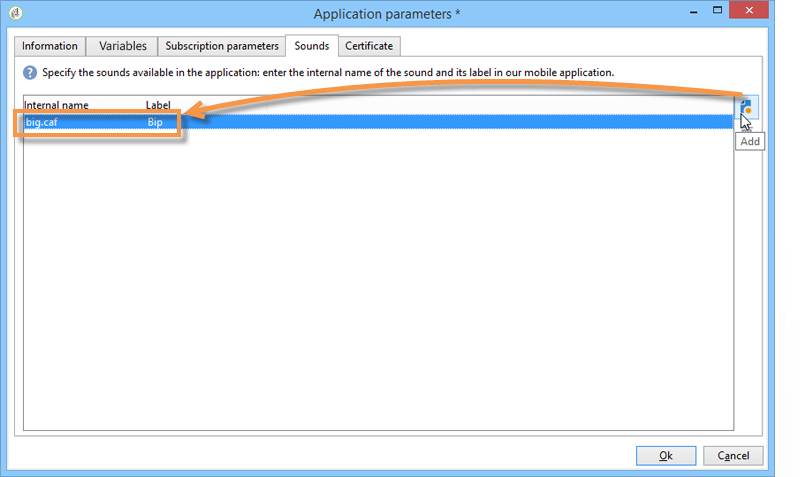 Application parameters *
Information Variables Subscription parameters Sounds Certificate
? Specify the sounds available in the application: enter the internal name of the sound and its label in our mobile application.
Internal name Label
big.caf Bip
Add
Ok Cancel